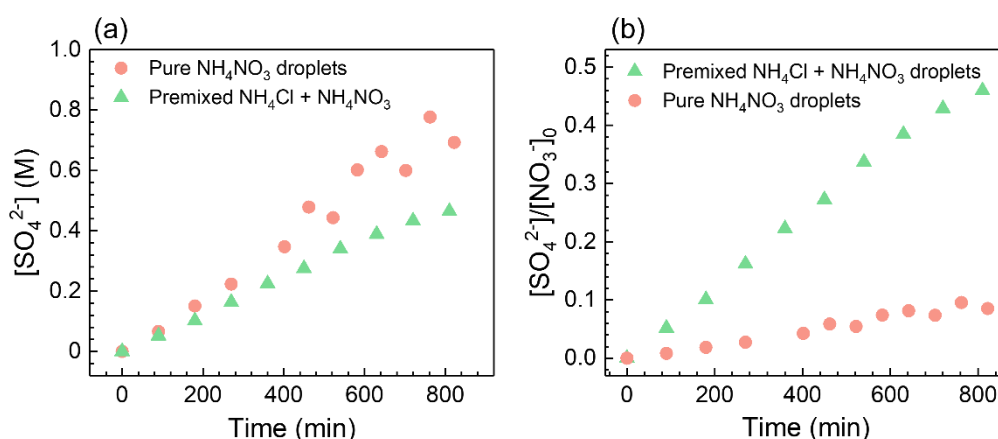 (a)
1.0
0.8
0.6
0.4
0.2
0
[SO₄²⁻] (M)
Pure NH₄NO₃ droplets
Premixed NH₄Cl + NH₄NO₃
0 200 400 600 800
Time (min)
(b)
0.5
0.4
0.3
0.2
0.1
0.0
[SO₄²⁻]/[NO₃⁻]₀
Premixed NH₄Cl + NH₄NO₃ droplets
Pure NH₄NO₃ droplets
0 200 400 600 800
Time (min)